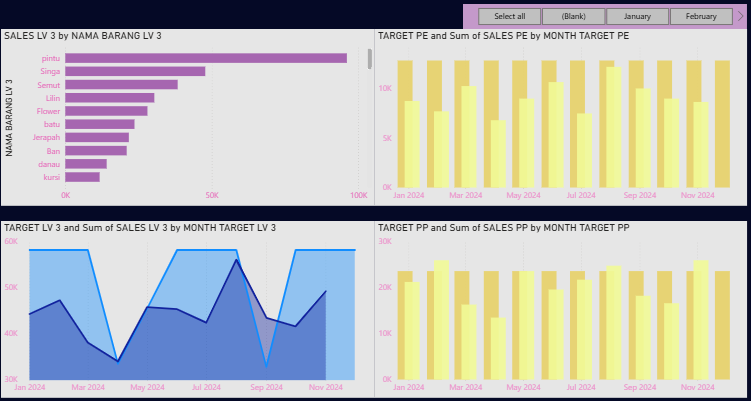 Select all
(Blank)
January
February
SALES LV 3 by NAMA BARANG LV 3
NAMA BARANG LV 3
pintu
Singa
Semut
Lilin
Flower
batu
Jerapah
Ban
danau
kursi
0K 50K 100K
TARGET PE and Sum of SALES PE by MONTH TARGET PE
10K
5K
0K
Jan 2024 Mar 2024 May 2024 Jul 2024 Sep 2024 Nov 2024
TARGET LV 3 and Sum of SALES LV 3 by MONTH TARGET LV 3
60K
50K
40K
30K
Jan 2024 Mar 2024 May 2024 Jul 2024 Sep 2024 Nov 2024
TARGET PP and Sum of SALES PP by MONTH TARGET PP
30K
20K
10K
0K
Jan 2024 Mar 2024 May 2024 Jul 2024 Sep 2024 Nov 2024